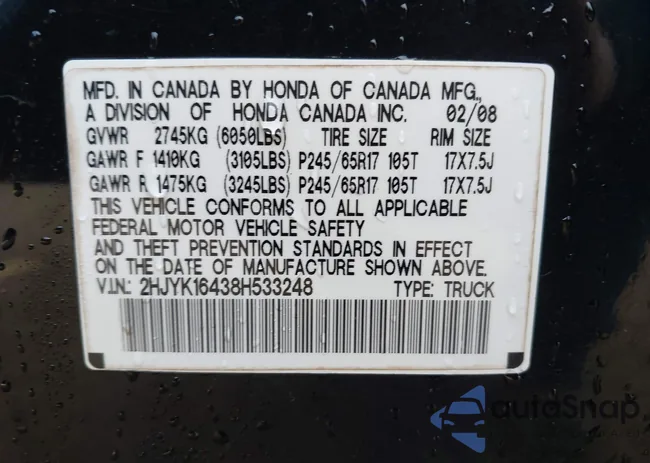 MFD. IN CANADA BY HONDA OF CANADA MFG.,
A DIVISION OF HONDA CANADA INC. 02/08
GVWR 2745KG (6050LBS) TIRE SIZE RIM SIZE
GAWR F 1410KG (3105LBS) P245/65R17 105T 17X7.5J
GAWR R 1475KG (3245LBS) P245/65R17 105T 17X7.5J
THIS VEHICLE CONFORMS TO ALL APPLICABLE
FEDERAL MOTOR VEHICLE SAFETY
AND THEFT PREVENTION STANDARDS IN EFFECT
ON THE DATE OF MANUFACTURE SHOWN ABOVE.
V.I.N.: 2HJYK16438H533248 TYPE: TRUCK
autoSnap